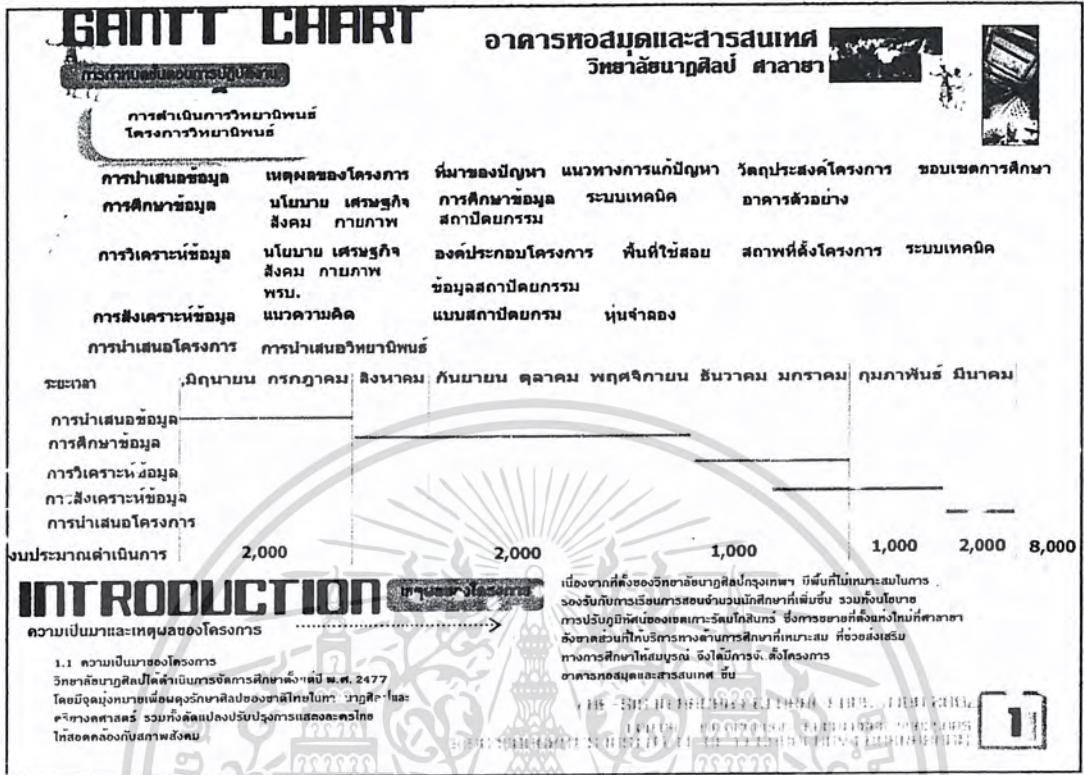 GANTT CHART
การกำหนดขั้นตอนการปฏิบัติงาน
อาคารหอสมุดและสารสนเทศ
วิทยาลัยนาฏศิลป์ ศาลายา
การดำเนินการวิทยานิพนธ์
โครงการวิทยานิพนธ์
การนำเสนอข้อมูล เหตุผลของโครงการ ที่มาของปัญหา แนวทางการแก้ปัญหา วัตถุประสงค์โครงการ ขอบเขตการศึกษา
การศึกษาข้อมูล นโยบาย เศรษฐกิจ การศึกษาข้อมูล ระบบเทคนิค อาคารตัวอย่าง
สังคม กายภาพ สถาปัตยกรรม
การวิเคราะห์ข้อมูล นโยบาย เศรษฐกิจ องค์ประกอบโครงการ พื้นที่ใช้สอย สภาพที่ตั้งโครงการ ระบบเทคนิค
สังคม กายภาพ
พรบ. ข้อมูลสถาปัตยกรรม
การสังเคราะห์ข้อมูล แนวความคิด แบบสถาปัตยกรม หุ่นจำลอง
การนำเสนอโครงการ การนำเสนอวิทยานิพนธ์
ระยะเวลา มิถุนายน กรกฎาคม สิงหาคม กันยายน ตุลาคม พฤศจิกายน ธันวาคม มกราคม กุมภาพันธ์ มีนาคม
การนำเสนอข้อมูล
การศึกษาข้อมูล
การวิเคราะห์ข้อมูล
การสังเคราะห์ข้อมูล
การนำเสนอโครงการ
งบประมาณดำเนินการ 2,000 2,000 1,000 1,000 2,000 8,000
INTRODUCTION เหตุผลของโครงการ
ความเป็นมาและเหตุผลของโครงการ
1.1 ความเป็นมาของโครงการ
วิทยาลัยนาฏศิลปได้ดำเนินการจัดการศึกษาตั้งแต่ปี พ.ศ. 2477
โดยมีจุดมุ่งหมายเพื่อผดุงรักษาศิลปของชาติไทยในทาง นาฏศิลปและ
ดุริยางคศาสตร์ รวมทั้งดัดแปลงปรับปรุงการแสดงละครไทย
ให้สอดคล้องกับสภาพสังคม
เนื่องจากที่ตั้งของวิทยาลัยนาฏศิลปกรุงเทพฯ มีพื้นที่ไม่เหมาะสมในการ
รองรับกับการเรียนการสอนจำนวนนักศึกษาที่เพิ่มขึ้น รวมทั้งนโยบาย
การปรับภูมิทัศน์ของเขตเกาะรัตนโกสินทร์ ซึ่งการขยายที่ตั้งแห่งใหม่ที่ศาลายา
ยังขาดส่วนที่ให้บริการทางด้านการศึกษาที่เหมาะสม ที่ช่วยส่งเสริม
ทางการศึกษาให้สมบูรณ์ จึงได้มีการจัดตั้งโครงการ
อาคารหอสมุดและสารสนเทศ ขึ้น
1